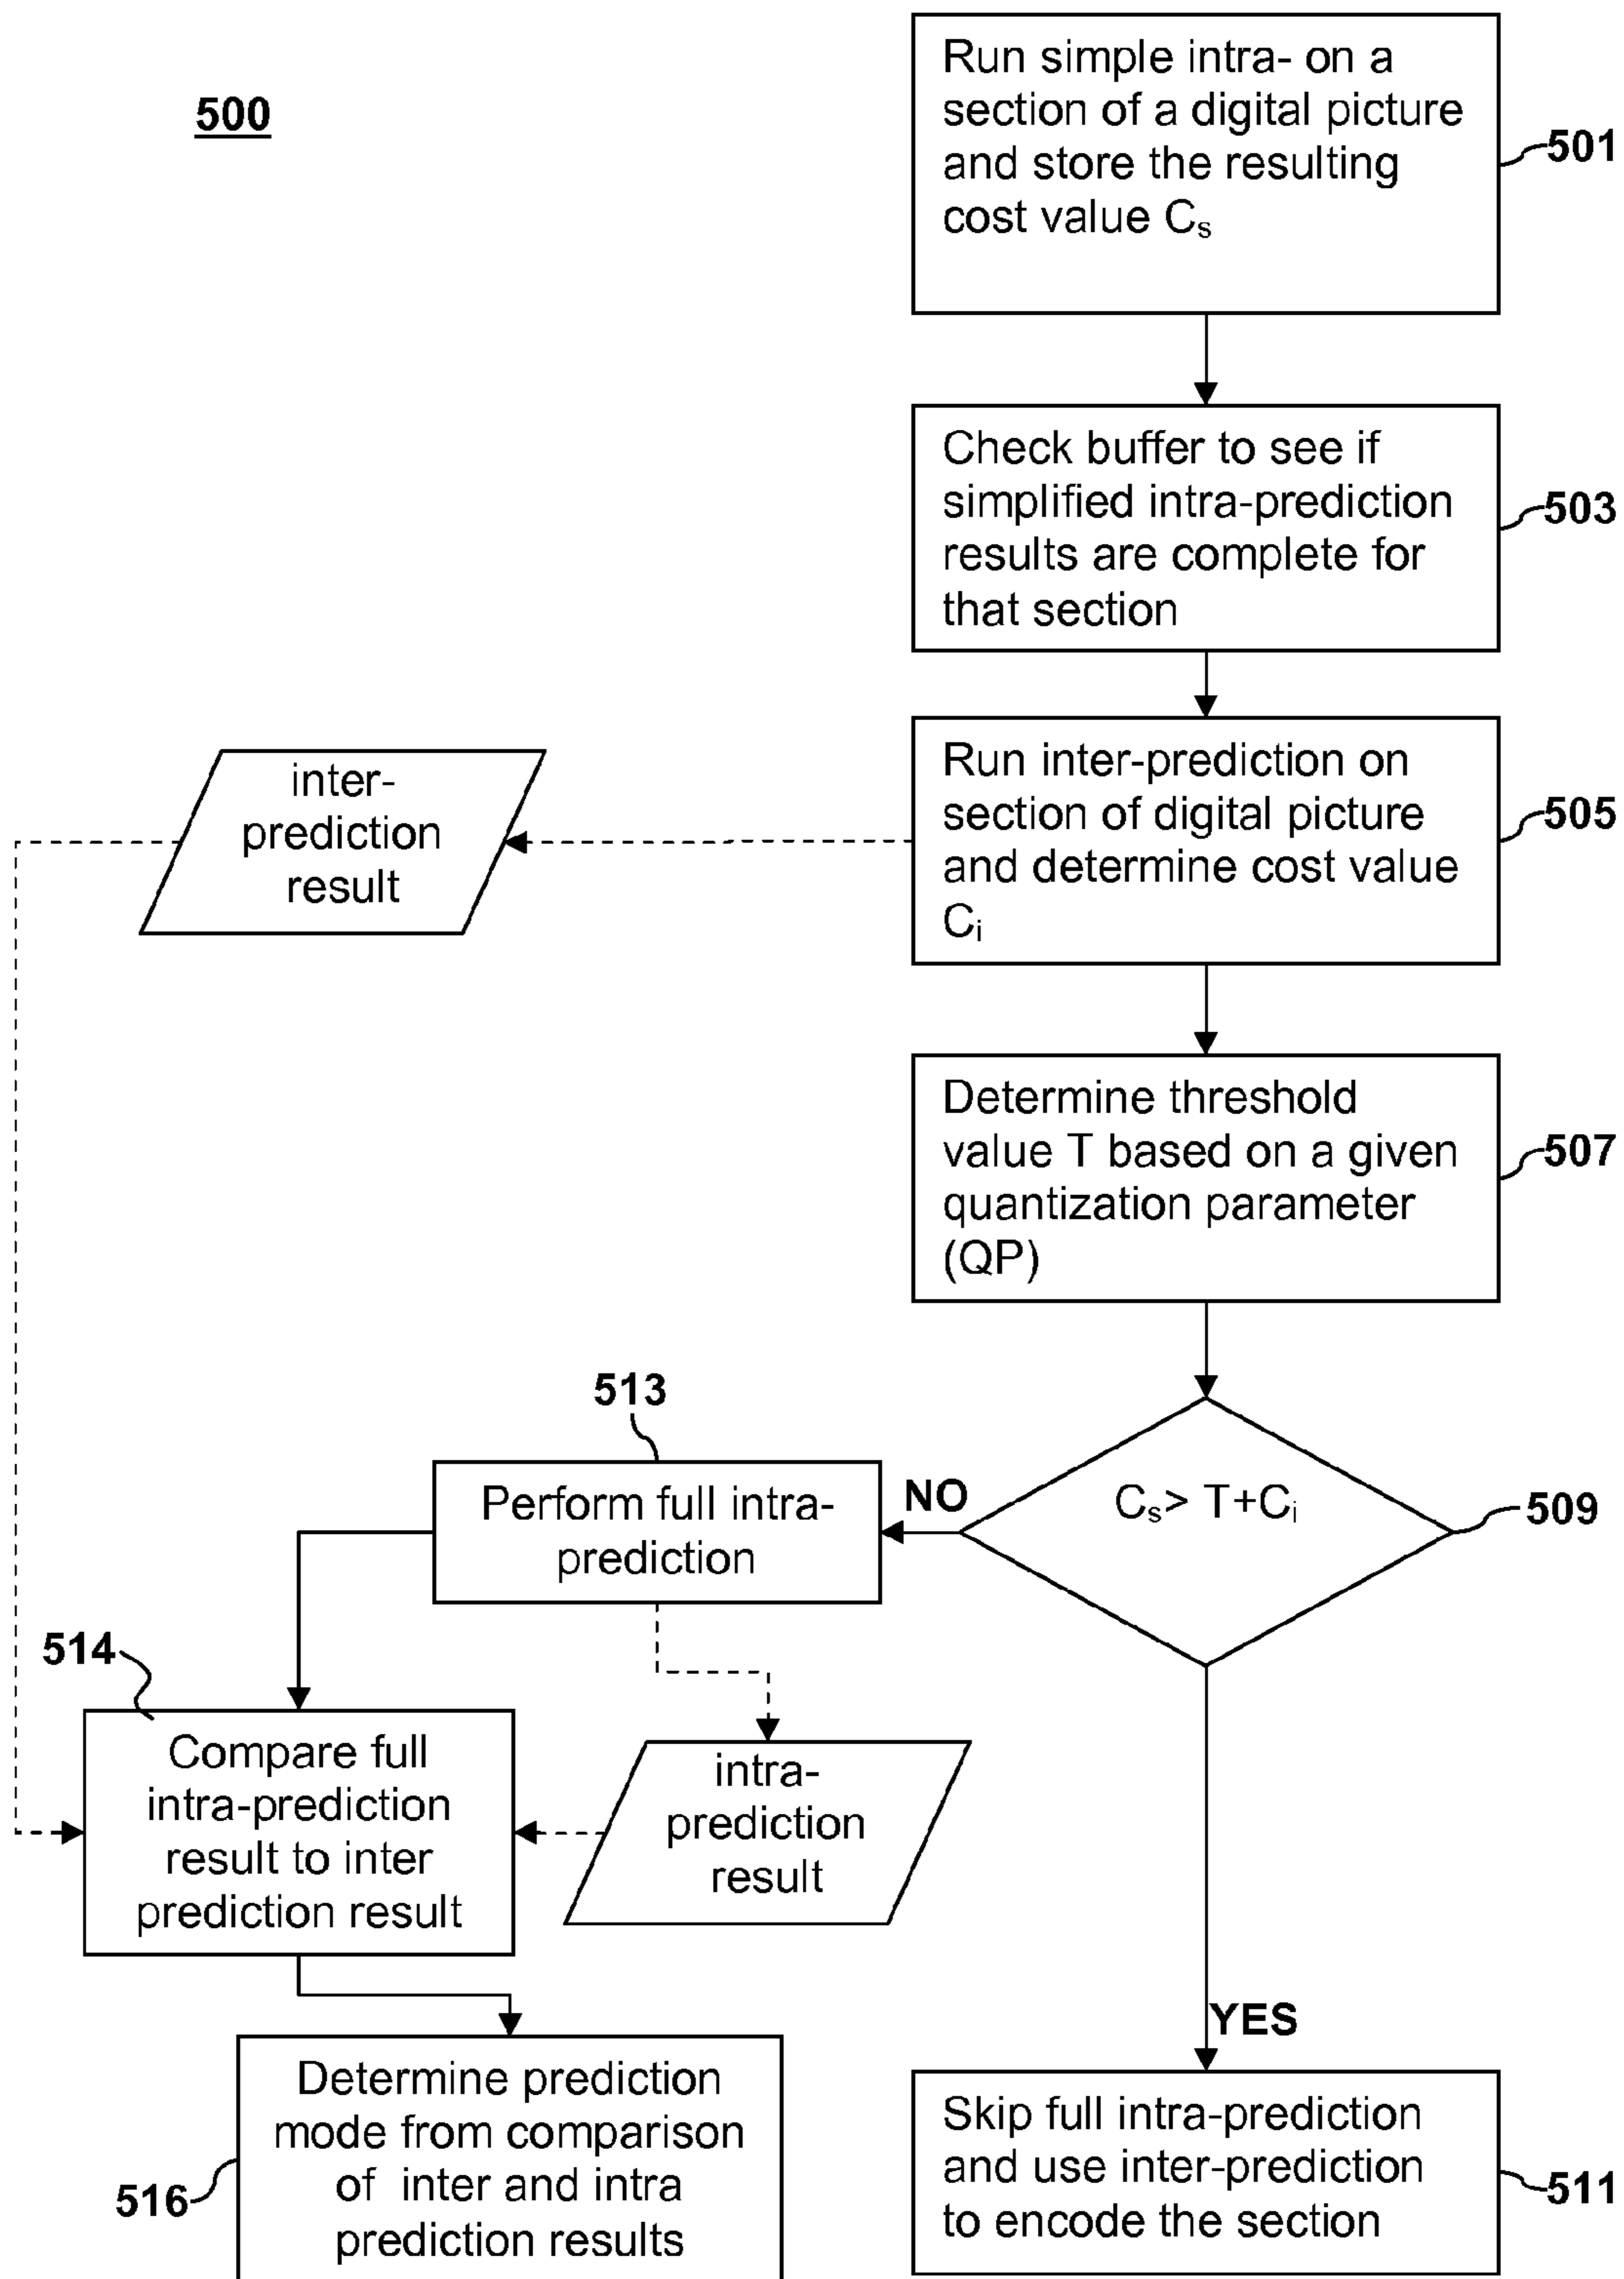 500
Run simple intra- on a
section of a digital picture
and store the resulting
cost value Cs
501
Check buffer to see if
simplified intra-prediction
results are complete for
that section
503
inter-
prediction
result
Run inter-prediction on
section of digital picture
and determine cost value
Ci
505
Determine threshold
value T based on a given
quantization parameter
(QP)
507
513
Perform full intra-
prediction
NO
Cs> T+Ci
509
514
Compare full
intra-prediction
result to inter
prediction result
intra-
prediction
result
YES
Determine prediction
mode from comparison
of inter and intra
prediction results
516
Skip full intra-prediction
and use inter-prediction
to encode the section
511